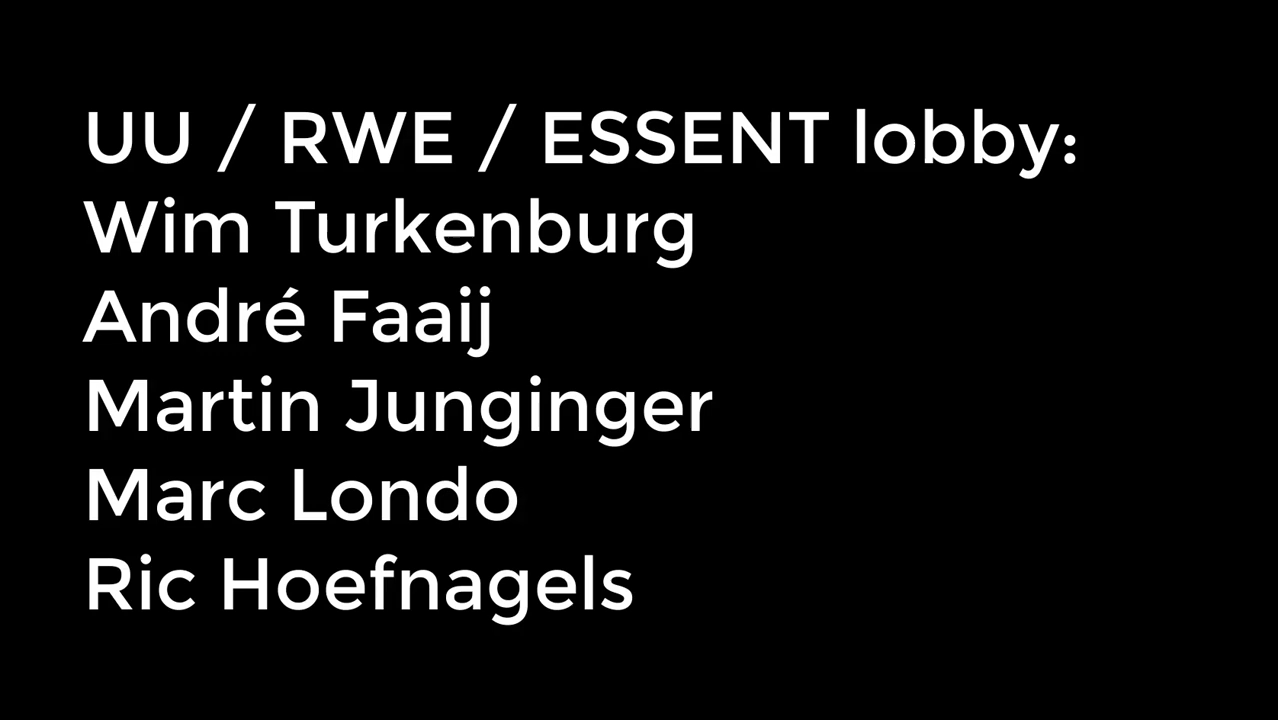 UU / RWE / ESSENT lobby:
Wim Turkenburg
André Faaij
Martin Junginger
Marc Londo
Ric Hoefnagels